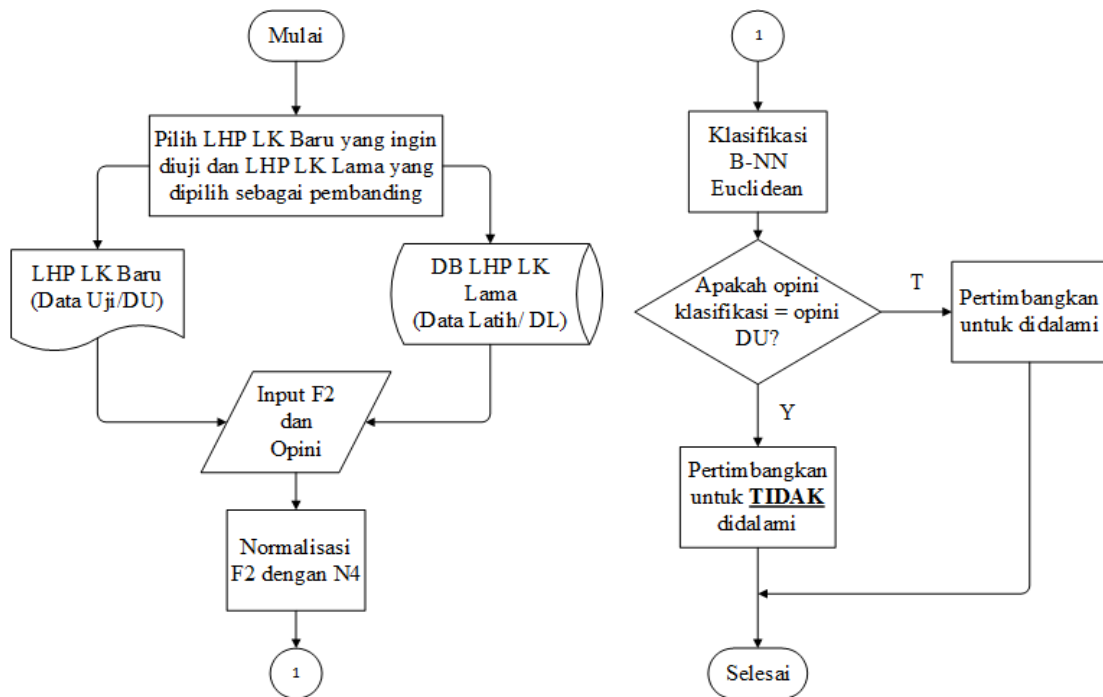 Mulai
Pilih LHP LK Baru yang ingin
diuji dan LHP LK Lama yang
dipilih sebagai pembanding
LHP LK Baru
(Data Uji/DU)
DB LHP LK
Lama
(Data Latih/ DL)
Input F2
dan
Opini
Normalisasi
F2 dengan N4
1
1
Klasifikasi
B-NN
Euclidean
Apakah opini
klasifikasi = opini
DU?
T
Pertimbangkan
untuk didalami
Y
Pertimbangkan
untuk TIDAK
didalami
Selesai